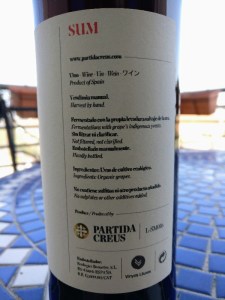 SUM
www.partidacreus.com
Vino · Wine · Vin · Wein · ワイン
Product of Spain
Vendimia manual.
Harvest by hand.
Fermentado con la propia levadura salvaje de la uva.
Fermentations with grape's indigenous yeasts.
Sin filtrar ni clarificar.
Not filtered, not clarified.
Embotellado manualmente.
Handly bottled.
Ingredientes: Uvas de cultivo ecológico.
Ingredients: Organic grapes.
No contiene sulfitos ni otro producto añadido.
No sulphites or other additives added.
PARTIDA
CREUS